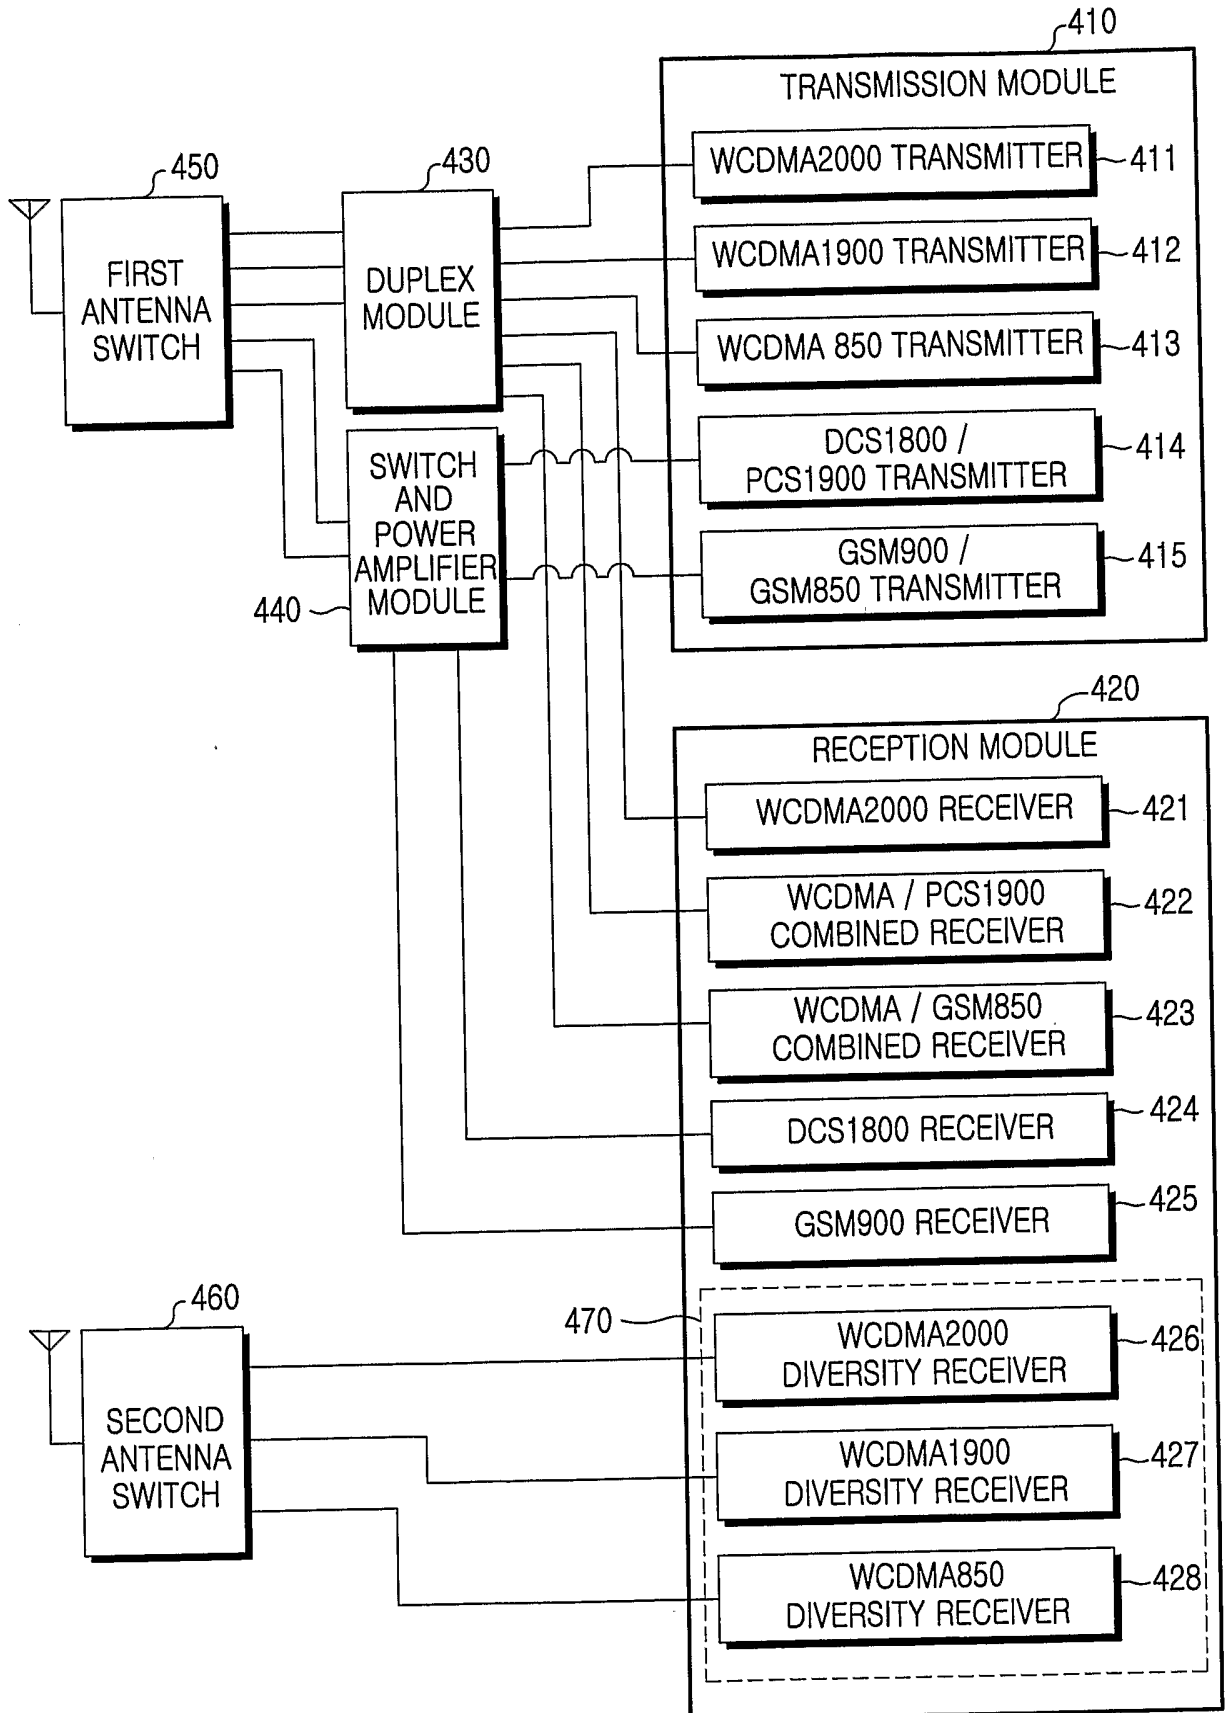 410
TRANSMISSION MODULE
WCDMA2000 TRANSMITTER
411
WCDMA1900 TRANSMITTER
412
WCDMA 850 TRANSMITTER
413
DCS1800 /
PCS1900 TRANSMITTER
414
GSM900 /
GSM850 TRANSMITTER
415
450
FIRST
ANTENNA
SWITCH
430
DUPLEX
MODULE
SWITCH
AND
POWER
AMPLIFIER
MODULE
440
420
RECEPTION MODULE
WCDMA2000 RECEIVER
421
WCDMA / PCS1900
COMBINED RECEIVER
422
WCDMA / GSM850
COMBINED RECEIVER
423
DCS1800 RECEIVER
424
GSM900 RECEIVER
425
460
SECOND
ANTENNA
SWITCH
470
WCDMA2000
DIVERSITY RECEIVER
426
WCDMA1900
DIVERSITY RECEIVER
427
WCDMA850
DIVERSITY RECEIVER
428